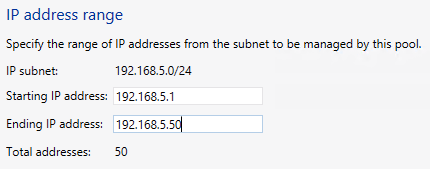 IP address range
Specify the range of IP addresses from the subnet to be managed by this pool.
IP subnet: 192.168.5.0/24
Starting IP address: 192.168.5.1
Ending IP address: 192.168.5.50
Total addresses: 50